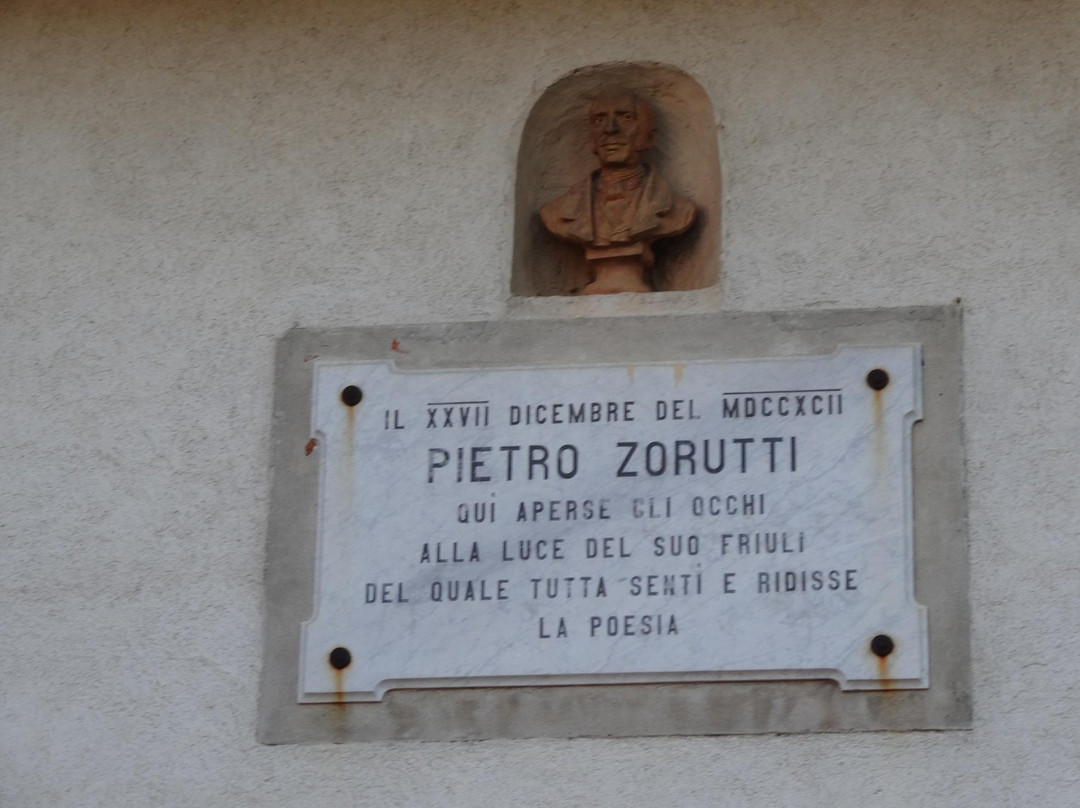 IL XXVII DICEMBRE DEL MDCCXCII
PIETRO ZORUTTI
QUÌ APERSE GLI OCCHI
ALLA LUCE DEL SUO FRIULI
DEL QUALE TUTTA SENTÌ E RIDISSE
LA POESIA